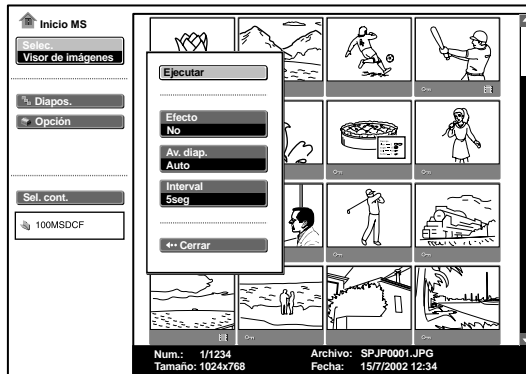 Inicio MS
Selec.
Visor de imágenes
Diapos.
Opción
Sel. cont.
100MSDCF
Ejecutar
Efecto
No
Av. diap.
Auto
Interval
5seg
Cerrar
Num.: 1/1234 Archivo: SPJP0001.JPG
Tamaño: 1024x768 Fecha: 15/7/2002 12:34